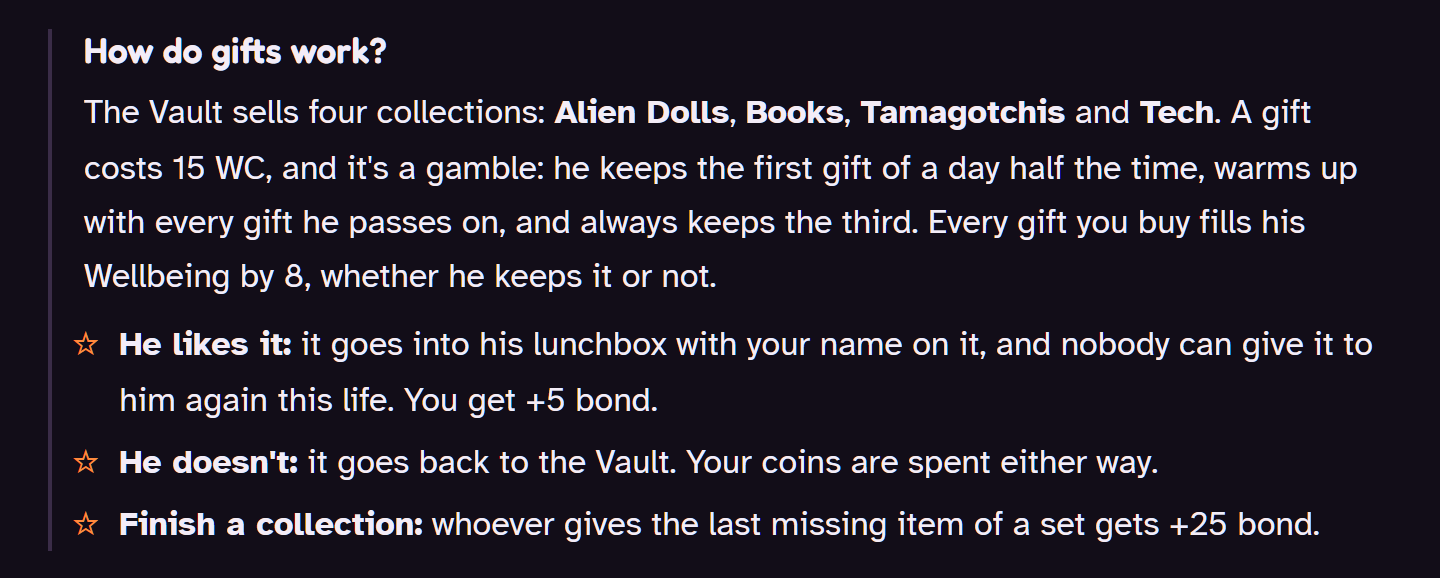 How do gifts work?
The Vault sells four collections: Alien Dolls, Books, Tamagotchis and Tech. A gift
costs 15 WC, and it's a gamble: he keeps the first gift of a day half the time, warms up
with every gift he passes on, and always keeps the third. Every gift you buy fills his
Wellbeing by 8, whether he keeps it or not.
☆ He likes it: it goes into his lunchbox with your name on it, and nobody can give it to
him again this life. You get +5 bond.
☆ He doesn't: it goes back to the Vault. Your coins are spent either way.
☆ Finish a collection: whoever gives the last missing item of a set gets +25 bond.